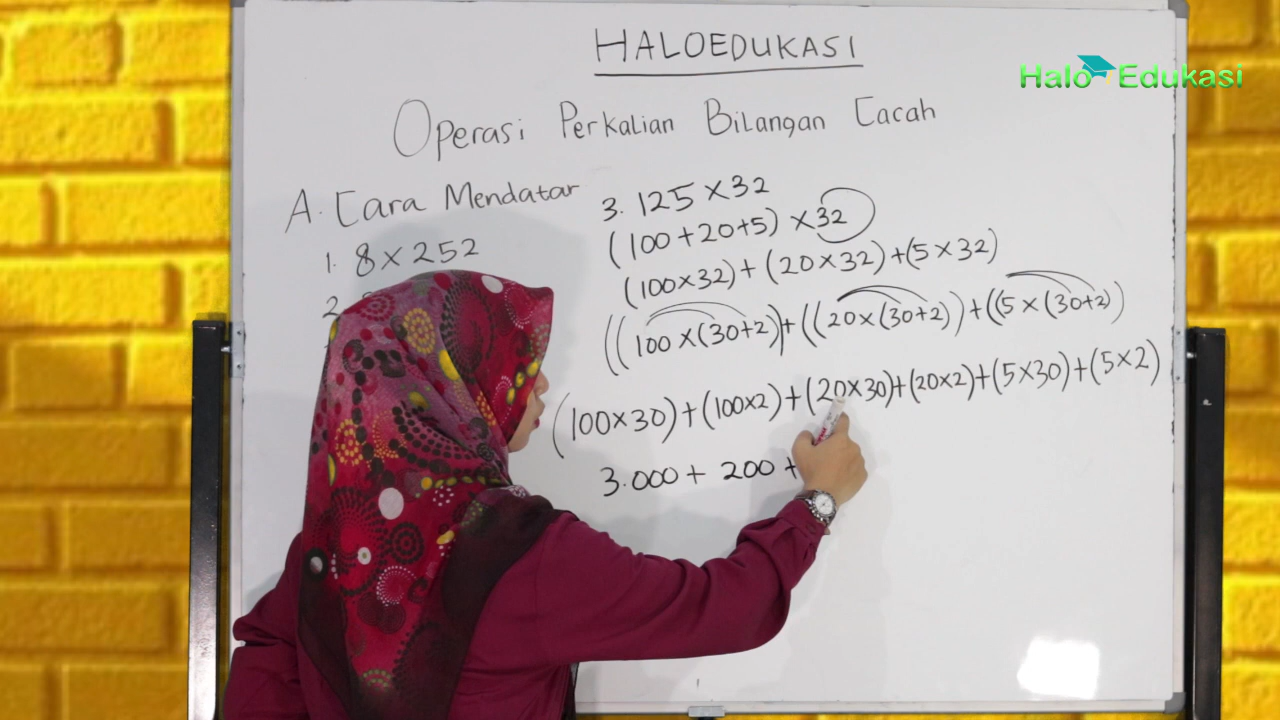 HALOEDUKASI
Halo Edukasi
Operasi Perkalian Bilangan Cacah
A. Cara Mendatar
1. 8 × 252
2.
3. 125 × 32
(100 + 20 + 5) × 32
(100 × 32) + (20 × 32) + (5 × 32)
((100 × (30 + 2)) + ((20 × (30 + 2)) + ((5 × (30 + 2))
(100 × 30) + (100 × 2) + (20 × 30) + (20 × 2) + (5 × 30) + (5 × 2)
3.000 + 200 +